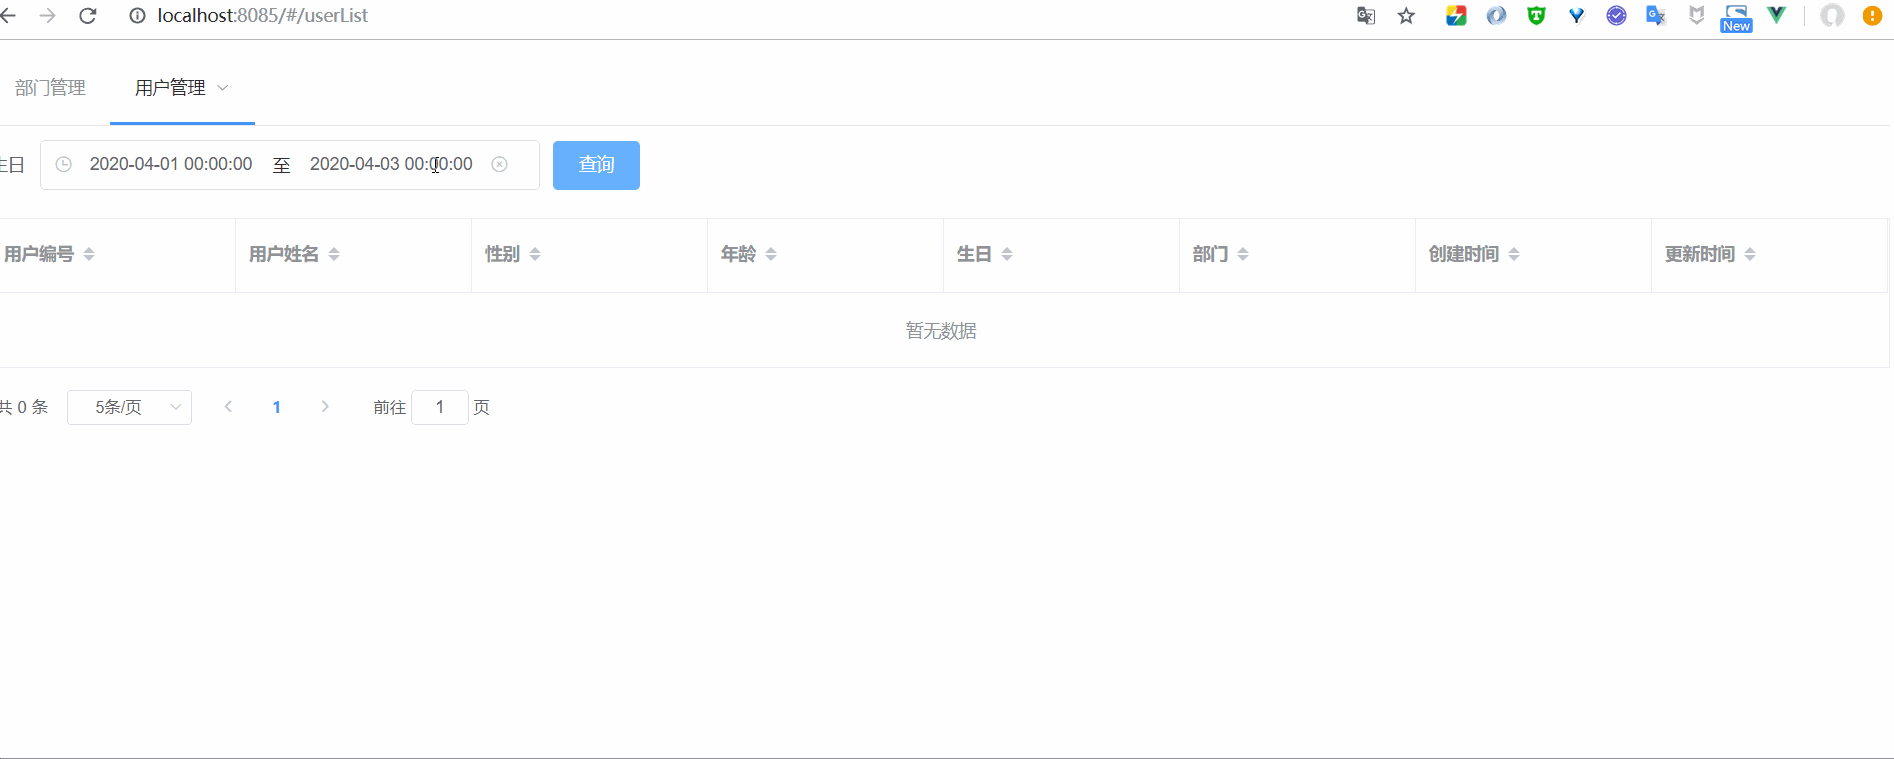 localhost:8085/#/userList
New
部门管理 用户管理
生日 2020-04-01 00:00:00 至 2020-04-03 00:00:00 查询
用户编号 用户姓名 性别 年龄 生日 部门 创建时间 更新时间
暂无数据
共 0 条 5条/页 1 前往 1 页